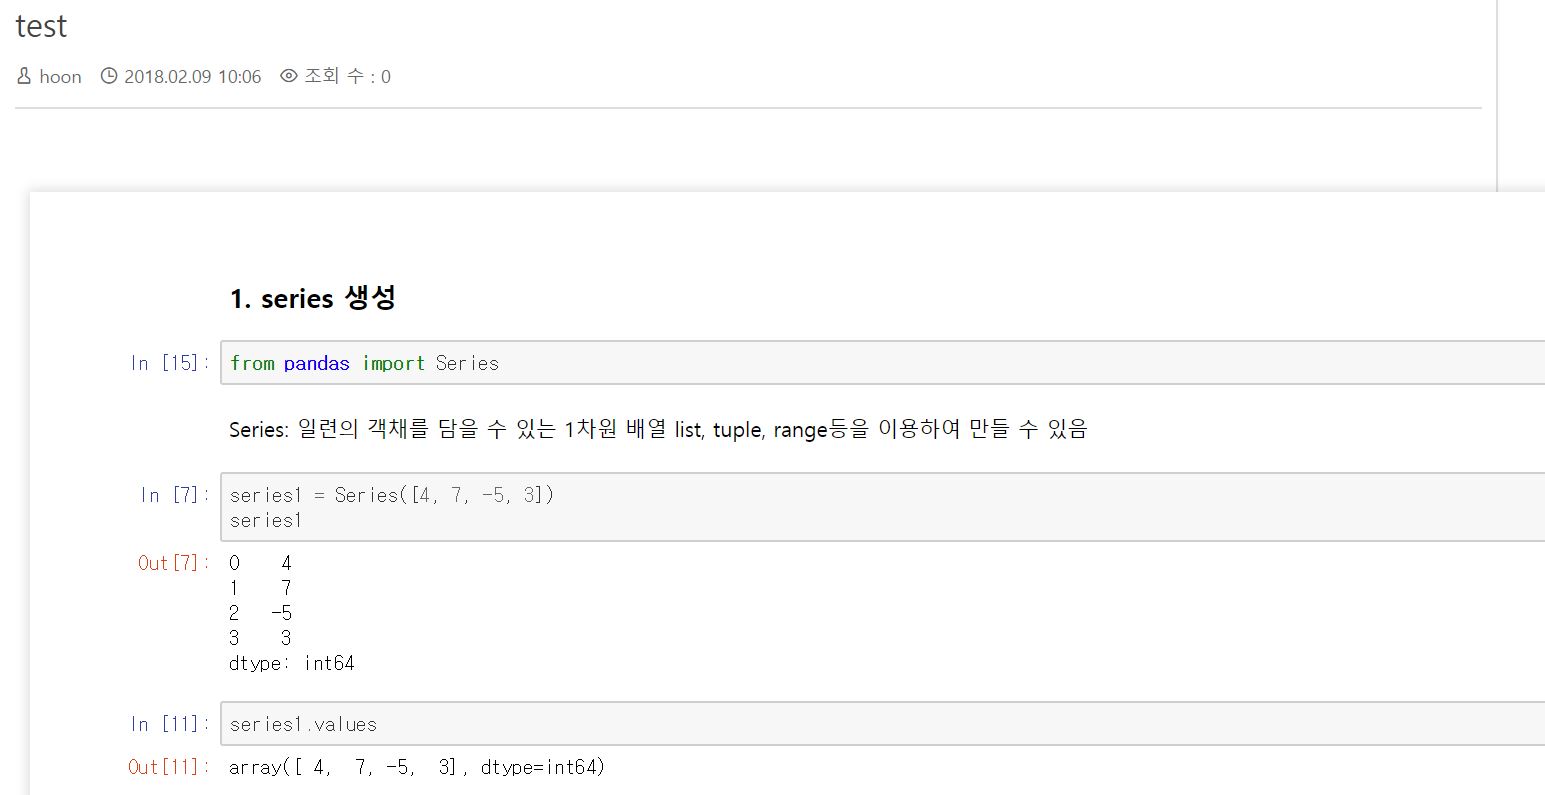 test
hoon 2018.02.09 10:06 조회 수 : 0
1. series 생성
In [15]: from pandas import Series
Series: 일련의 객채를 담을 수 있는 1차원 배열 list, tuple, range등을 이용하여 만들 수 있음
In [7]: series1 = Series([4, 7, -5, 3])
series1
Out[7]: 0    4
1    7
2   -5
3    3
dtype: int64
In [11]: series1.values
Out[11]: array([ 4,  7, -5,  3], dtype=int64)